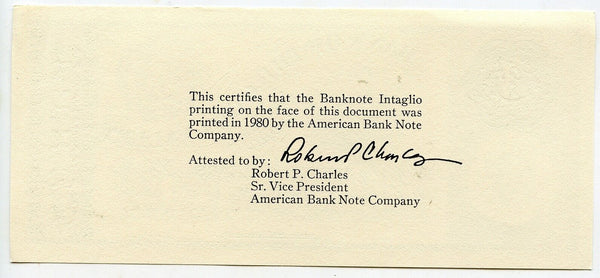 This certifies that the Banknote Intaglio
printing on the face of this document was
printed in 1980 by the American Bank Note
Company.
Attested to by: Robert P Charles
Robert P. Charles
Sr. Vice President
American Bank Note Company